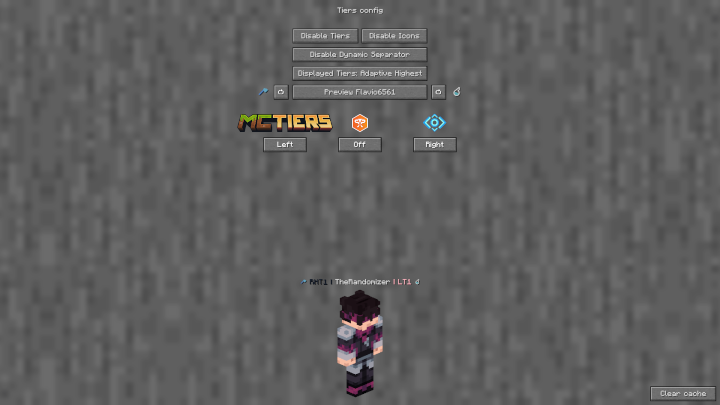 Tiers config
Disable Tiers Disable Icons
Disable Dynamic Separator
Displayed Tiers: Adaptive Highest
Preview Flavio6561
MCTIERS
Left Off Right
RHT1 | TheRandomizer | LT1
Clear cache